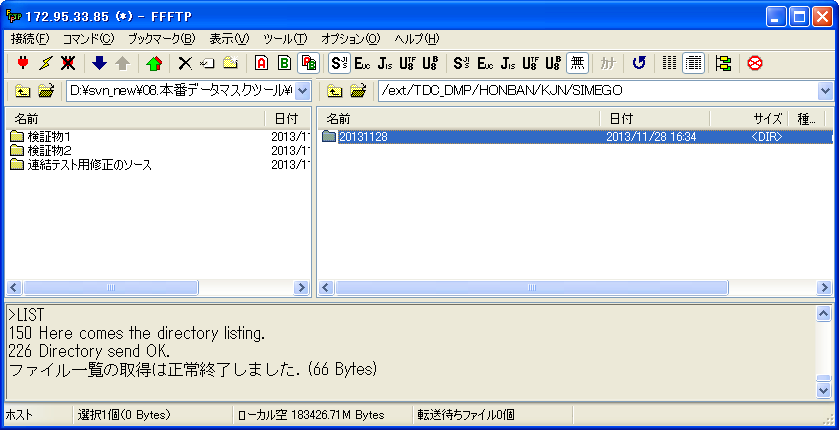 172.95.33.85 (*) - FFFTP
接続(F) コマンド(C) ブックマーク(B) 表示(V) ツール(T) オプション(O) ヘルプ(H)
D:¥svn_new¥08.本番データマスクツール¥
/ext/TDC_DMP/HONBAN/KJN/SIMEGO
名前 日付
検証物1 2013/11
検証物2 2013/11
連結テスト用修正のソース 2013/11
名前 日付 サイズ 種...
20131128 2013/11/28 16:34 <DIR>
>LIST
150 Here comes the directory listing.
226 Directory send OK.
ファイル一覧の取得は正常終了しました. (66 Bytes)
ホスト 選択1個(0 Bytes) ローカル空 183426.71M Bytes 転送待ちファイル0個